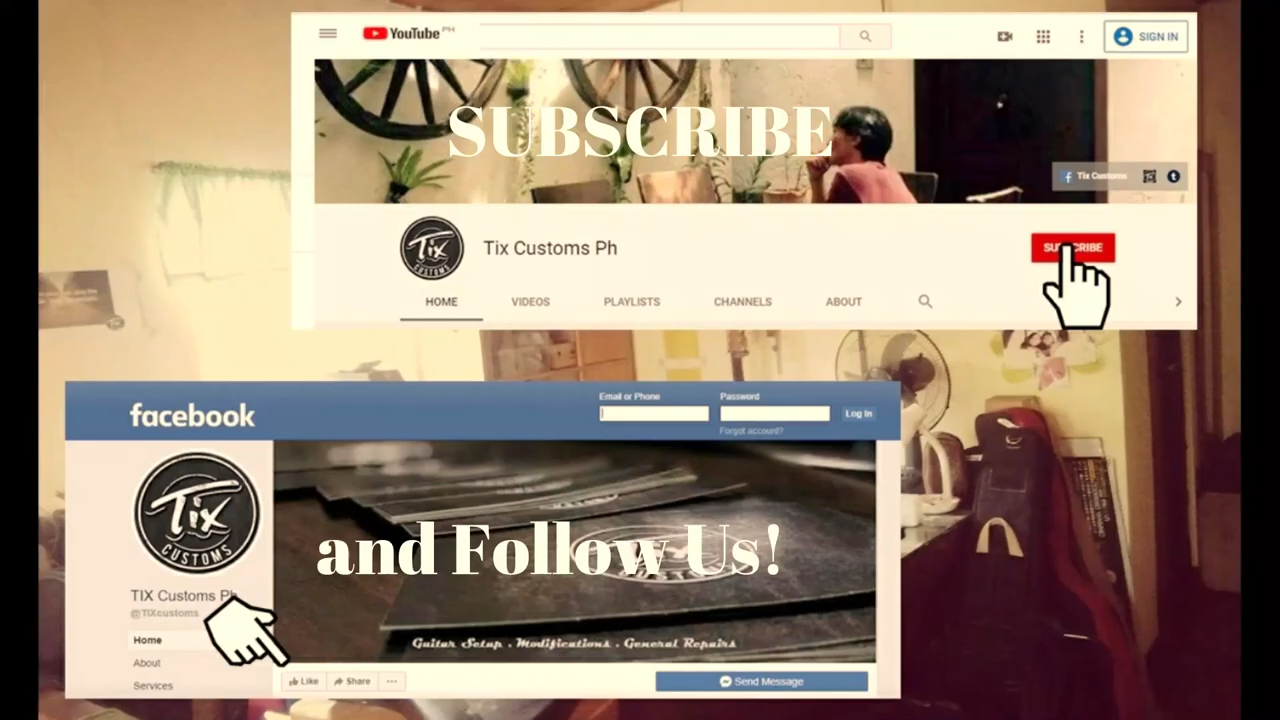 YouTube PH
SIGN IN
SUBSCRIBE
Tix Customs
Tix
CUSTOMS
Tix Customs Ph
SUBSCRIBE
HOME VIDEOS PLAYLISTS CHANNELS ABOUT
facebook
Email or Phone Password
Log In
Forgot account?
Tix
CUSTOMS
and Follow Us!
TIX Customs Ph
@TIXcustoms
Guitar Setup . Modifications . General Repairs
Home
About
Services
Like Share ...
Send Message